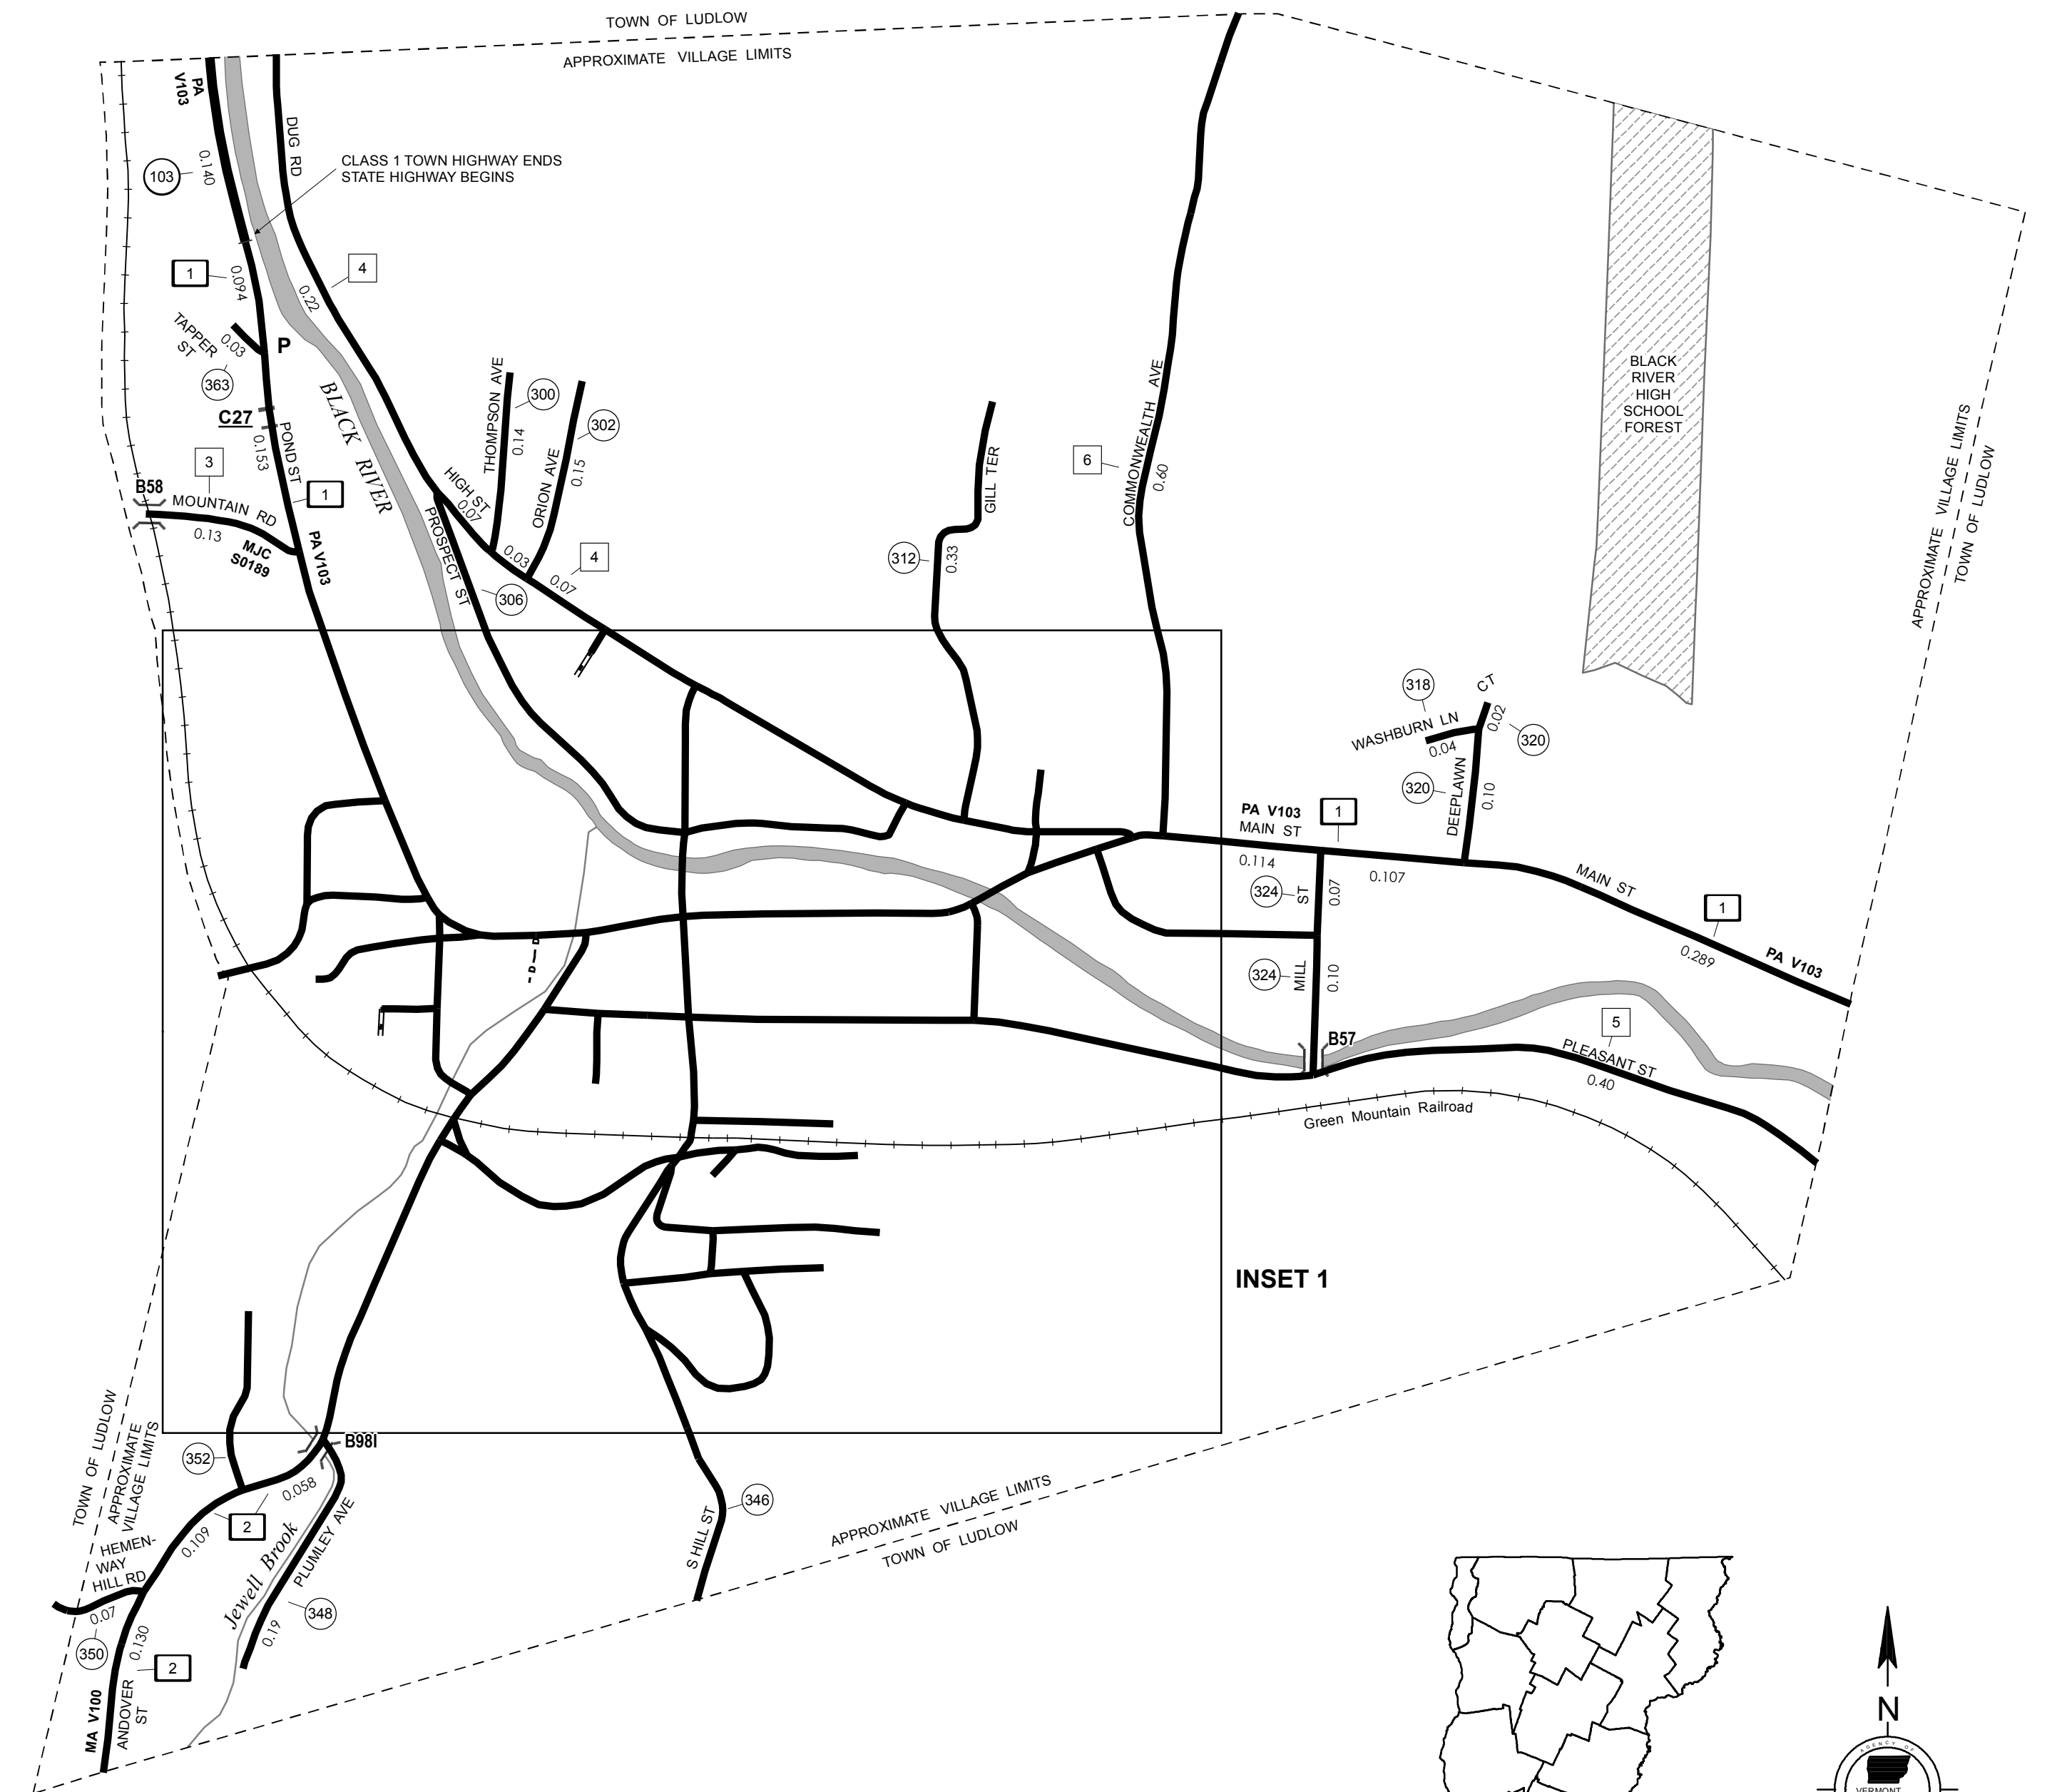 TOWN OF LUDLOW
APPROXIMATE VILLAGE LIMITS
PA
V103
DUG RD
0.140
103
CLASS 1 TOWN HIGHWAY ENDS
STATE HIGHWAY BEGINS
1
0.094
0.22
4
TAPPER
ST
0.03
P
363
C27
0.153
POND ST
BLACK RIVER
3
1
B58
MOUNTAIN RD
0.13
MJC
S0189
PA V103
HIGH ST
0.07
PROSPECT ST
306
THOMPSON AVE
300
0.14
ORION AVE
302
0.15
0.03
0.07
4
GILL TER
312
0.33
COMMONWEALTH AVE
6
0.60
BLACK
RIVER
HIGH
SCHOOL
FOREST
APPROXIMATE VILLAGE LIMITS
TOWN OF LUDLOW
318
CT
WASHBURN LN
0.04
0.02
320
320
DEEPLAWN
0.10
PA V103
MAIN ST
1
0.114
0.107
MAIN ST
1
0.289
PA V103
324
ST
0.07
324
MILL
0.10
B57
5
PLEASANT ST
0.40
Green Mountain Railroad
INSET 1
TOWN OF LUDLOW
APPROXIMATE
VILLAGE LIMITS
352
B98I
0.058
2
0.109
HEMEN-
WAY
HILL RD
0.07
350
0.130
2
MA V100
ANDOVER
ST
Jewell Brook
PLUMLEY AVE
348
0.19
S HILL ST
346
APPROXIMATE VILLAGE LIMITS
TOWN OF LUDLOW
N
AGENCY OF
VERMONT